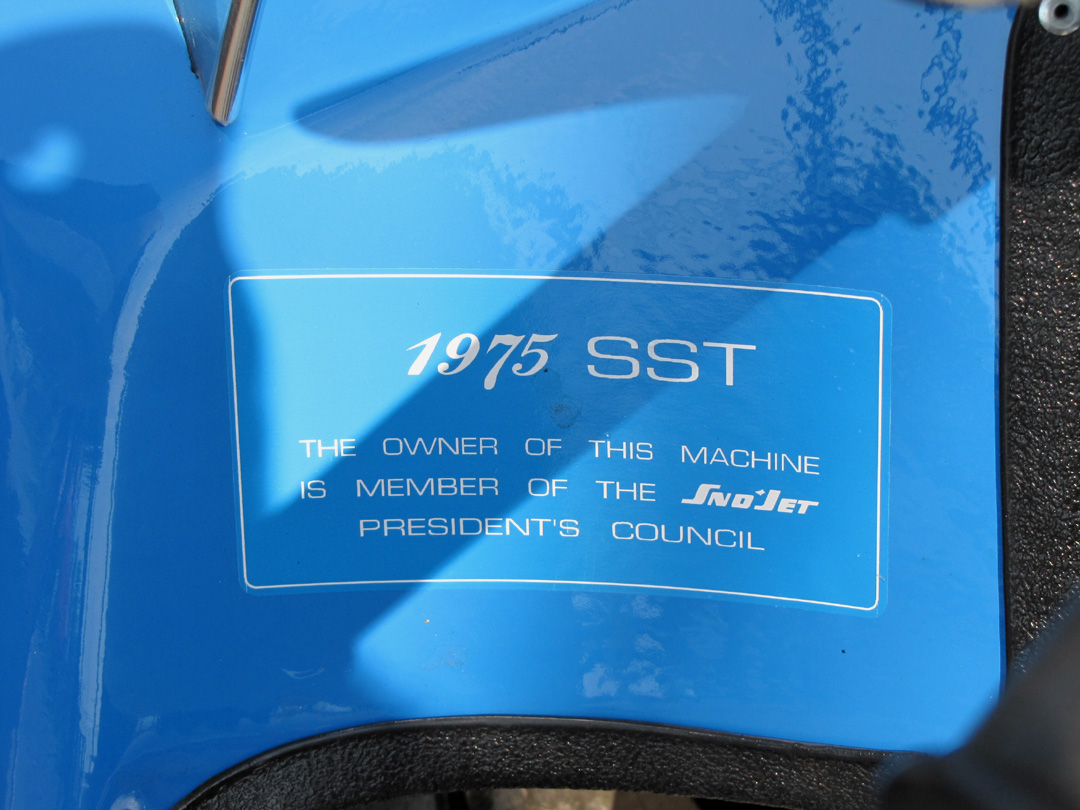 1975 SST
THE OWNER OF THIS MACHINE
IS MEMBER OF THE SNO*JET
PRESIDENT'S COUNCIL